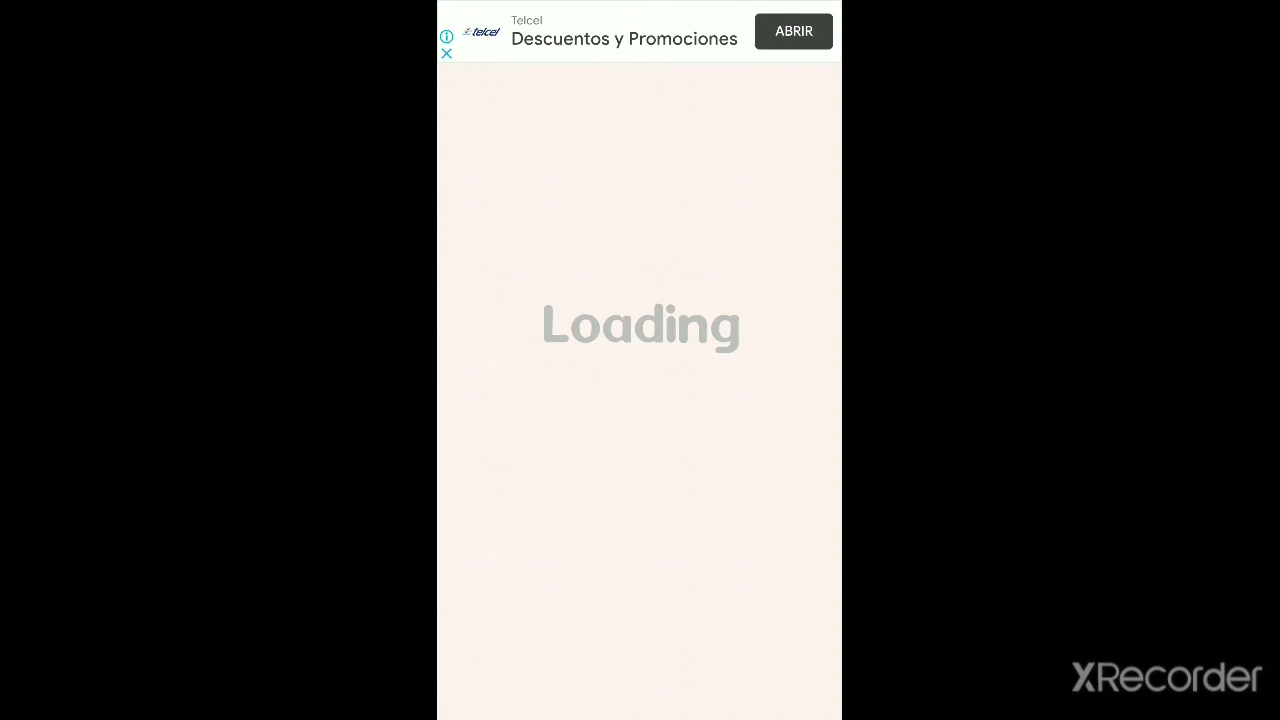 Telcel
telcel
Descuentos y Promociones
ABRIR
Loading
XRecorder